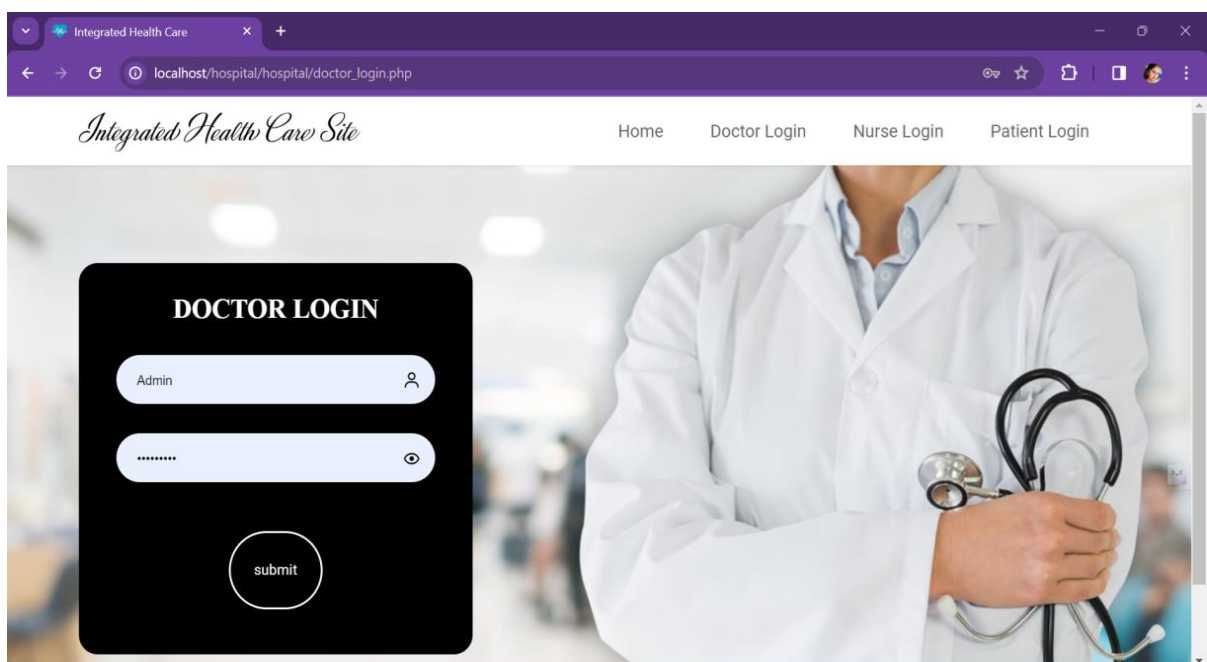 Integrated Health Care
localhost/hospital/hospital/doctor_login.php
Integrated Health Care Site
Home Doctor Login Nurse Login Patient Login
DOCTOR LOGIN
Admin
•••••••••
submit